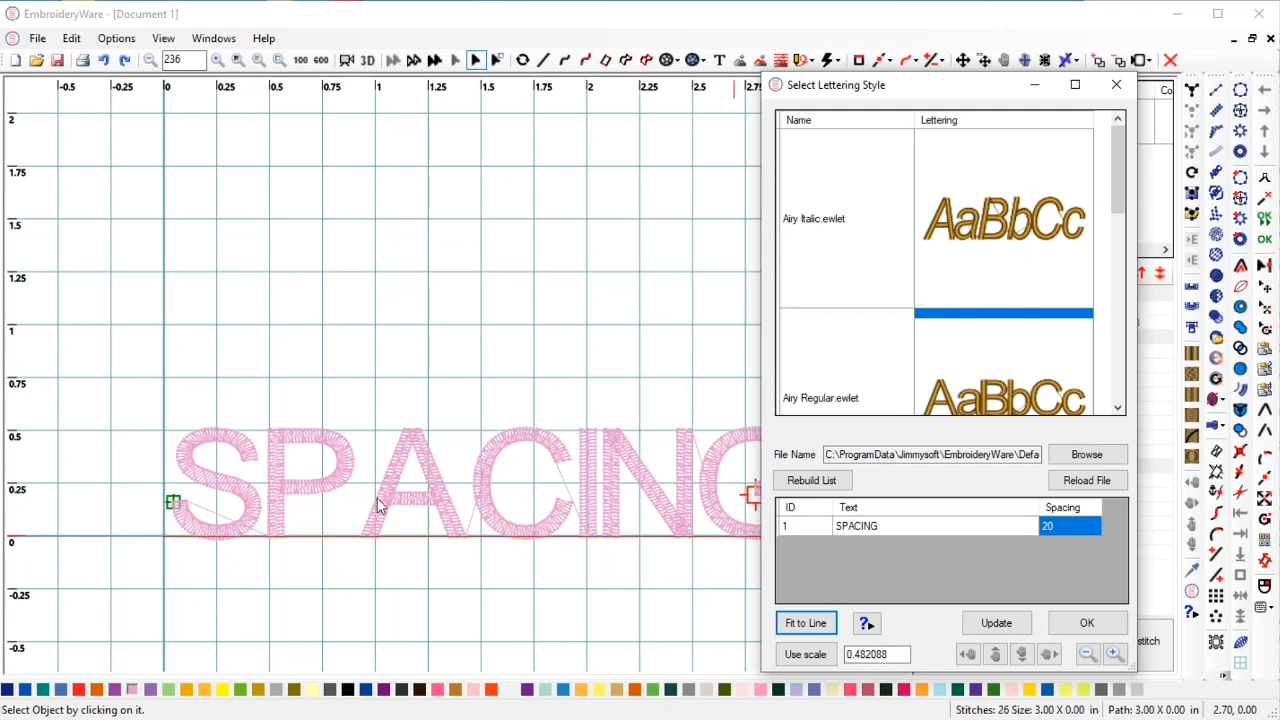 EmbroideryWare - [Document 1]
File Edit Options View Windows Help
236 100 600 3D T
-0.5 -0.25 0 0.25 0.5 0.75 1 1.25 1.5 1.75 2 2.25 2.5 2.75
2
1.75
1.5
1.25
1
0.75
0.5
0.25
0
-0.25
-0.5
SPACING
Select Lettering Style
Name Lettering
Airy Italic.ewlet AaBbCc
Airy Regular.ewlet AaBbCc
File Name C:\ProgramData\Jimmysoft\EmbroideryWare\Defa Browse
Rebuild List Reload File
ID Text Spacing
1 SPACING 20
Fit to Line ? Update OK
Use scale 0.482088
Co
E
E
OK
OK
stitch
Select Object by clicking on it.
Stitches: 26 Size: 3.00 X 0.00 in Path: 3.00 X 0.00 in 2.70, 0.00